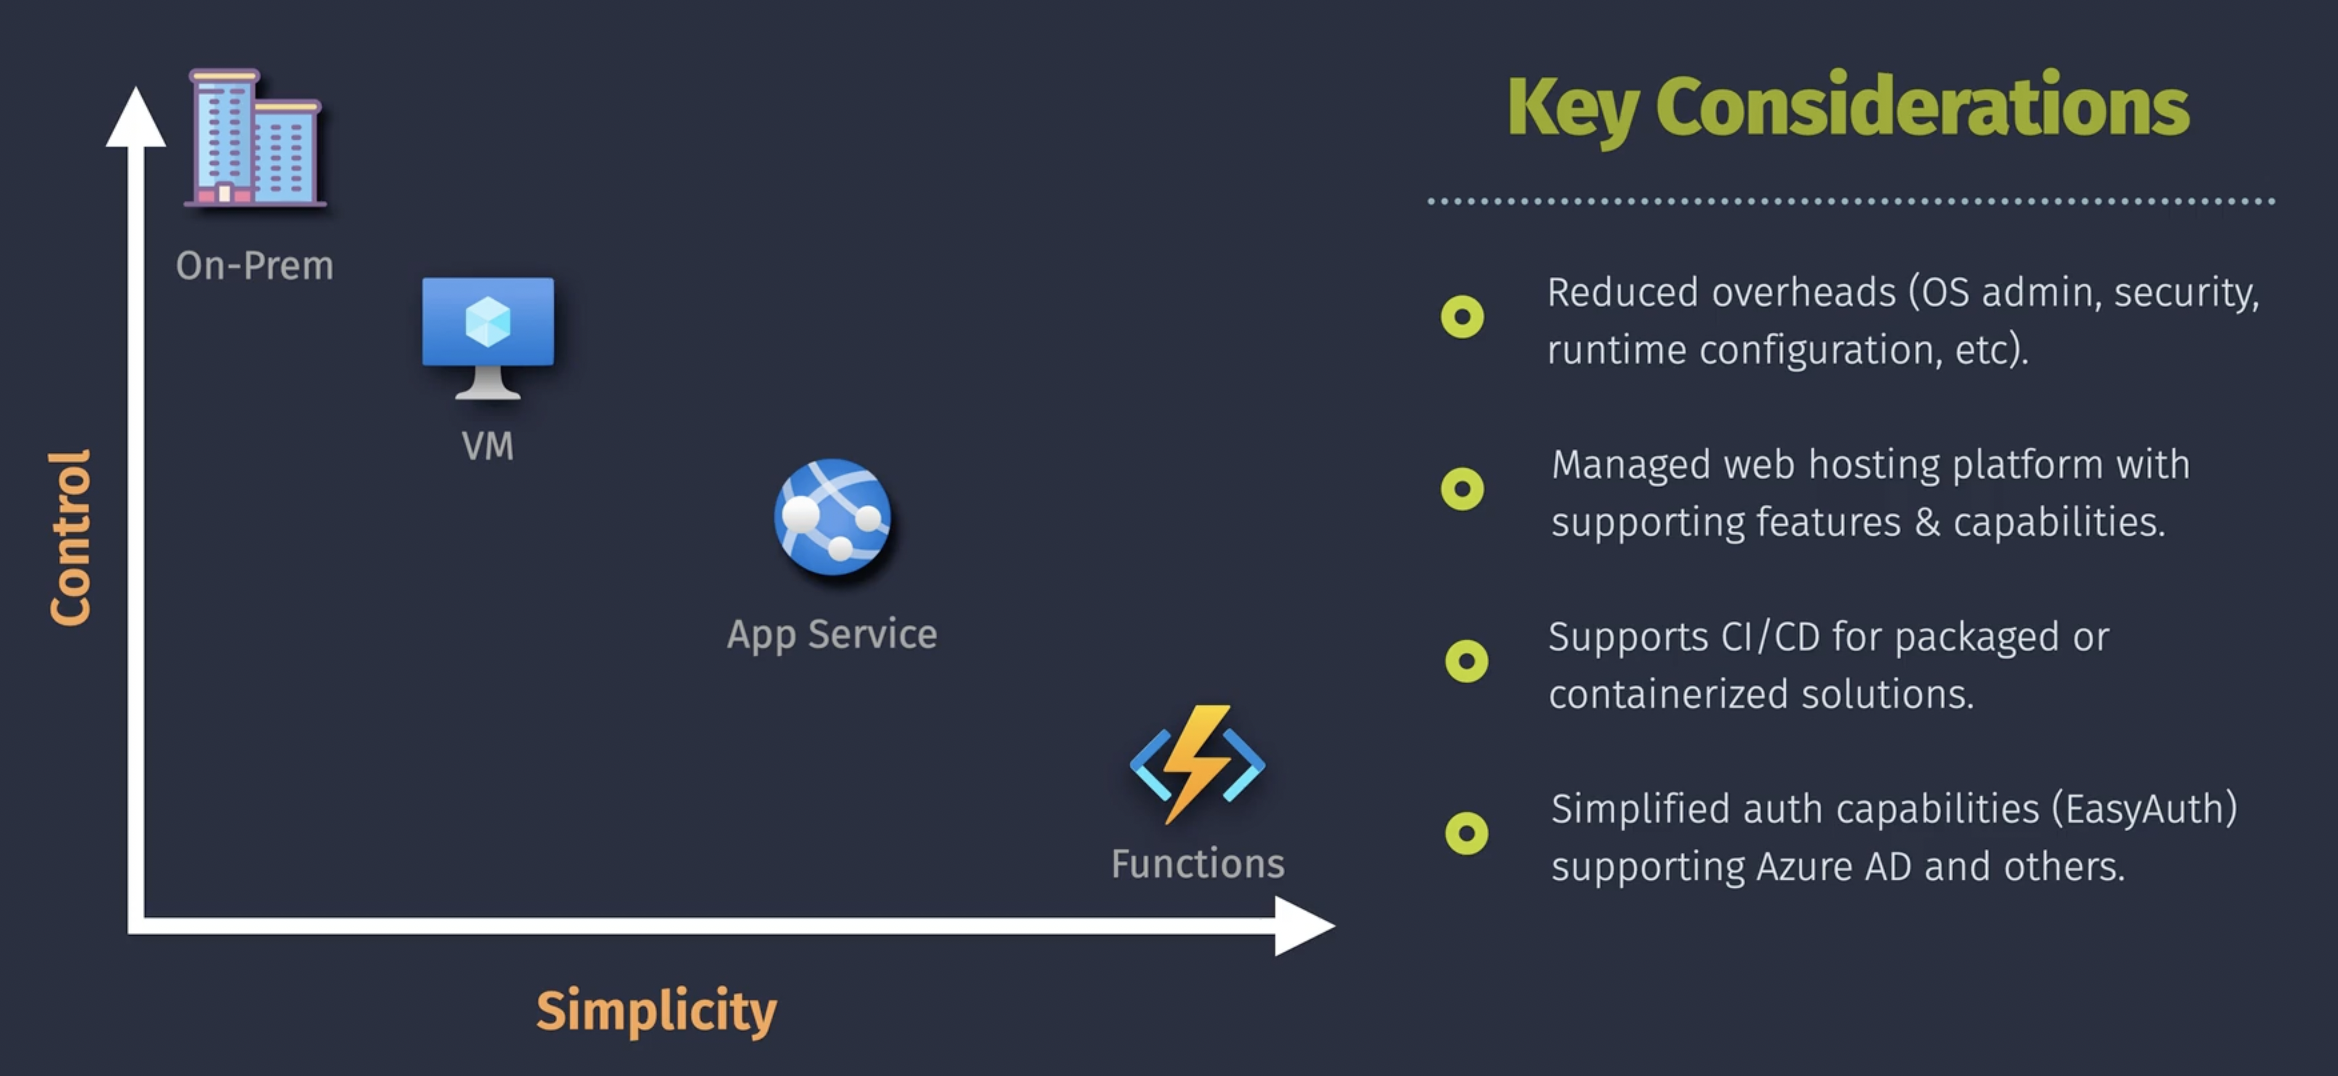 On-Prem
VM
App Service
Functions
Control
Simplicity
Key Considerations
Reduced overheads (OS admin, security,
runtime configuration, etc).
Managed web hosting platform with
supporting features & capabilities.
Supports CI/CD for packaged or
containerized solutions.
Simplified auth capabilities (EasyAuth)
supporting Azure AD and others.